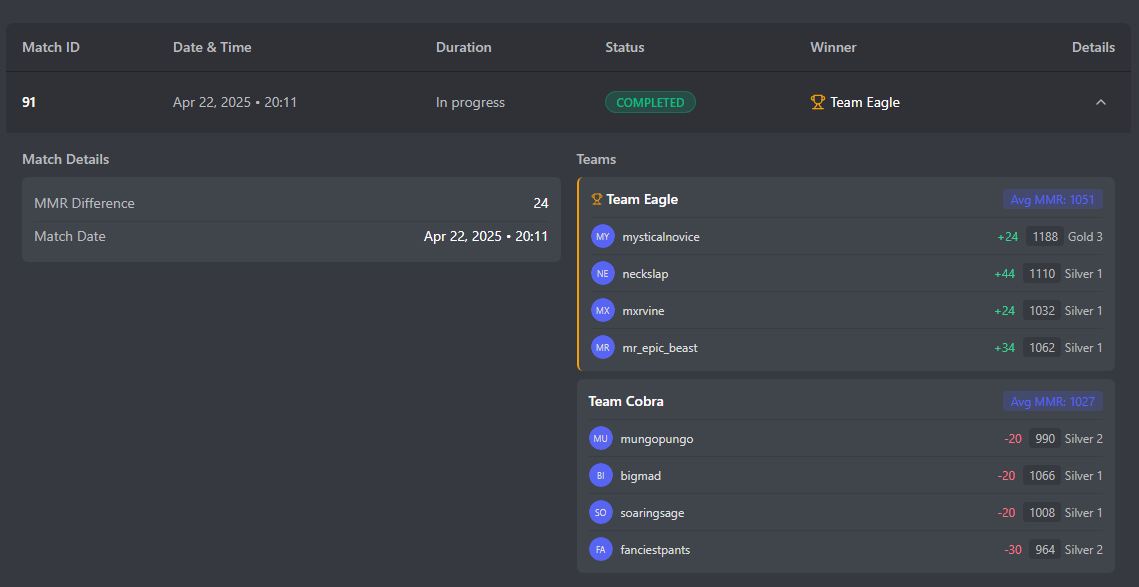 Match ID Date & Time Duration Status Winner Details
91 Apr 22, 2025 • 20:11 In progress COMPLETED Team Eagle
Match Details
MMR Difference 24
Match Date Apr 22, 2025 • 20:11
Teams
Team Eagle Avg MMR: 1051
MY mysticalnovice +24 1188 Gold 3
NE neckslap +44 1110 Silver 1
MX mxrvine +24 1032 Silver 1
MR mr_epic_beast +34 1062 Silver 1
Team Cobra Avg MMR: 1027
MU mungopungo -20 990 Silver 2
BI bigmad -20 1066 Silver 1
SO soaringsage -20 1008 Silver 1
FA fanciestpants -30 964 Silver 2